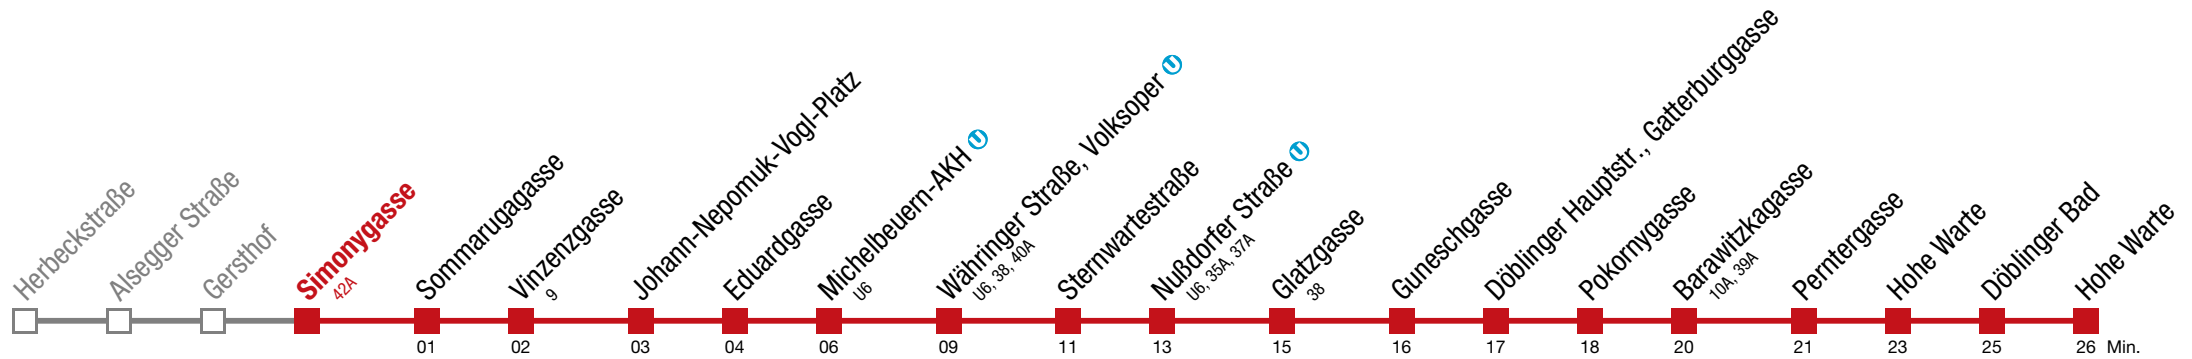 Herbeckstraße
Alsegger Straße
Gersthof
Simonygasse
42A
Sommarugagasse
Vinzenzgasse
9
Johann-Nepomuk-Vogl-Platz
Eduardgasse
Michelbeuern-AKH U
U6
Währinger Straße, Volksoper U
U6, 38, 40A
Sternwartestraße
Nußdorfer Straße U
U6, 35A, 37A
Glatzgasse
38
Guneschgasse
Döblinger Hauptstr., Gatterburggasse
Pokornygasse
Barawitzkagasse
10A, 39A
Perntergasse
Hohe Warte
Döblinger Bad
Hohe Warte
01 02 03 04 06 09 11 13 15 16 17 18 20 21 23 25 26 Min.